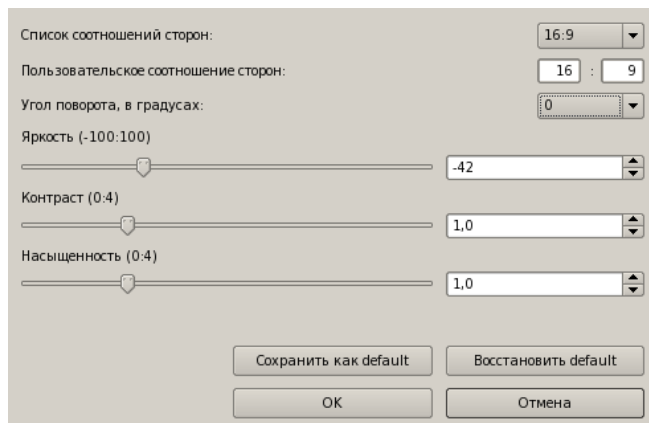 Список соотношений сторон: 16:9
Пользовательское соотношение сторон: 16 : 9
Угол поворота, в градусах: 0
Яркость (-100:100)
-42
Контраст (0:4)
1,0
Насыщенность (0:4)
1,0
Сохранить как default Восстановить default
OK Отмена